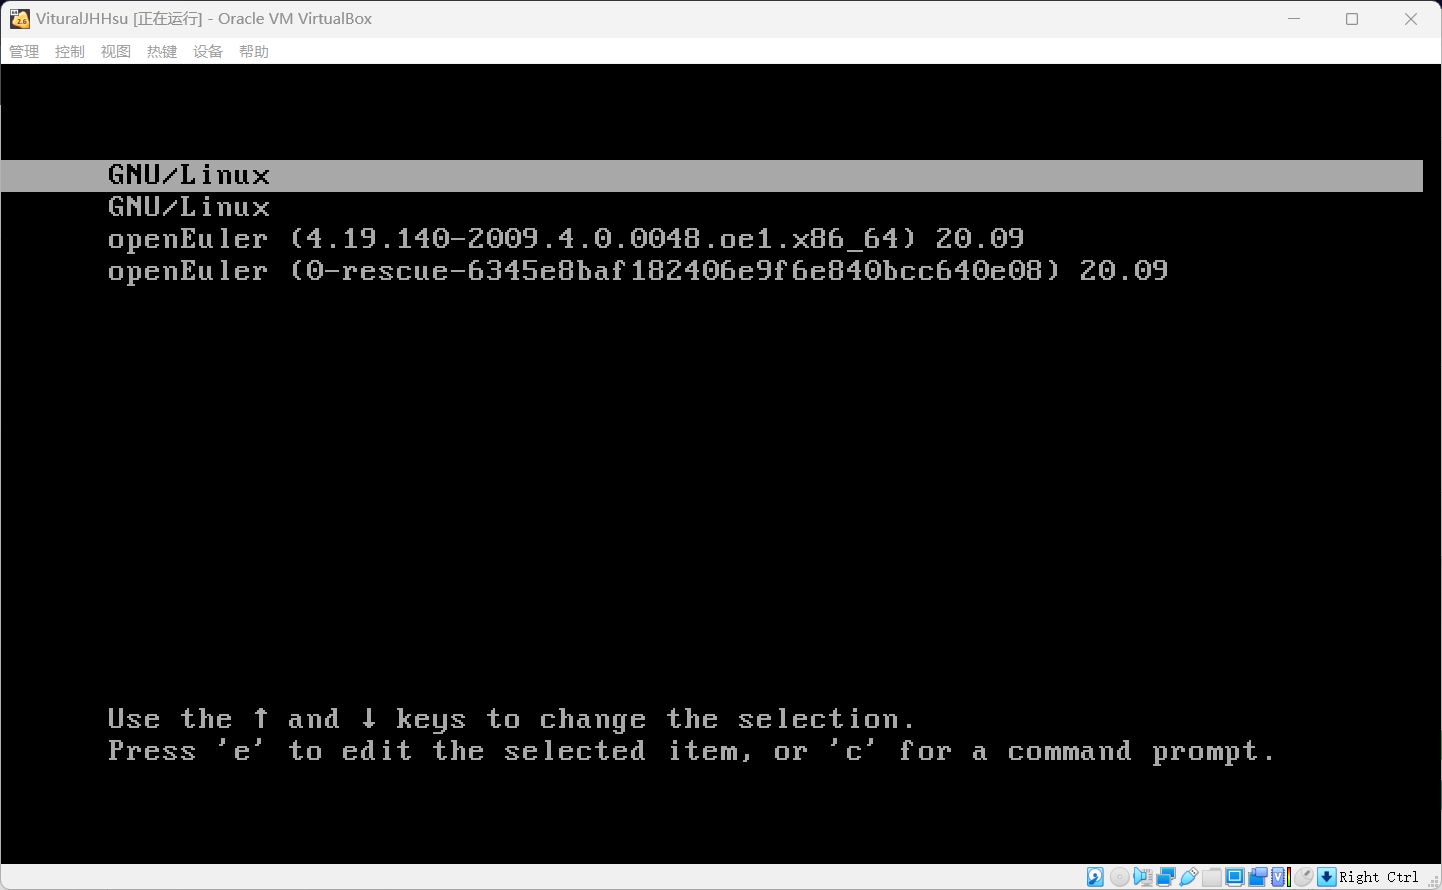 VituralJHHsu [正在运行] - Oracle VM VirtualBox
管理 控制 视图 热键 设备 帮助
GNU/Linux
GNU/Linux
openEuler (4.19.140-2009.4.0.0048.oe1.x86_64) 20.09
openEuler (0-rescue-6345e8baf182406e9f6e840bcc640e08) 20.09
Use the ↑ and ↓ keys to change the selection.
Press 'e' to edit the selected item, or 'c' for a command prompt.
Right Ctrl